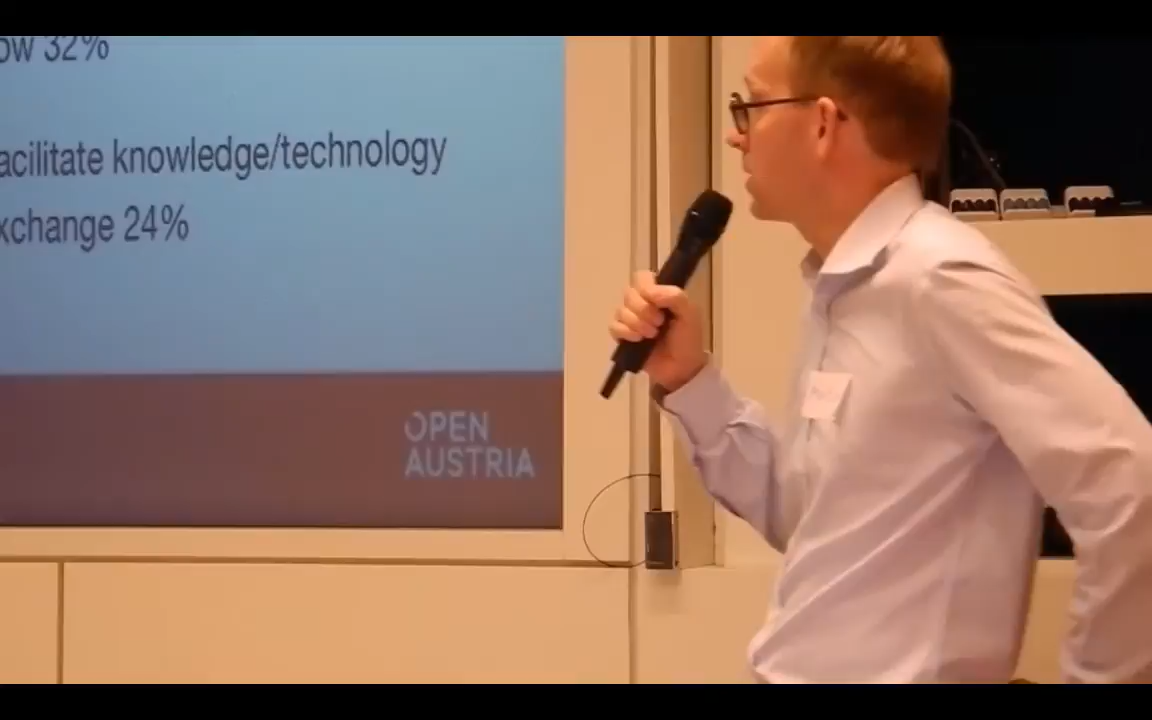 ow 32%
acilitate knowledge/technology
xchange 24%
OPEN
AUSTRIA